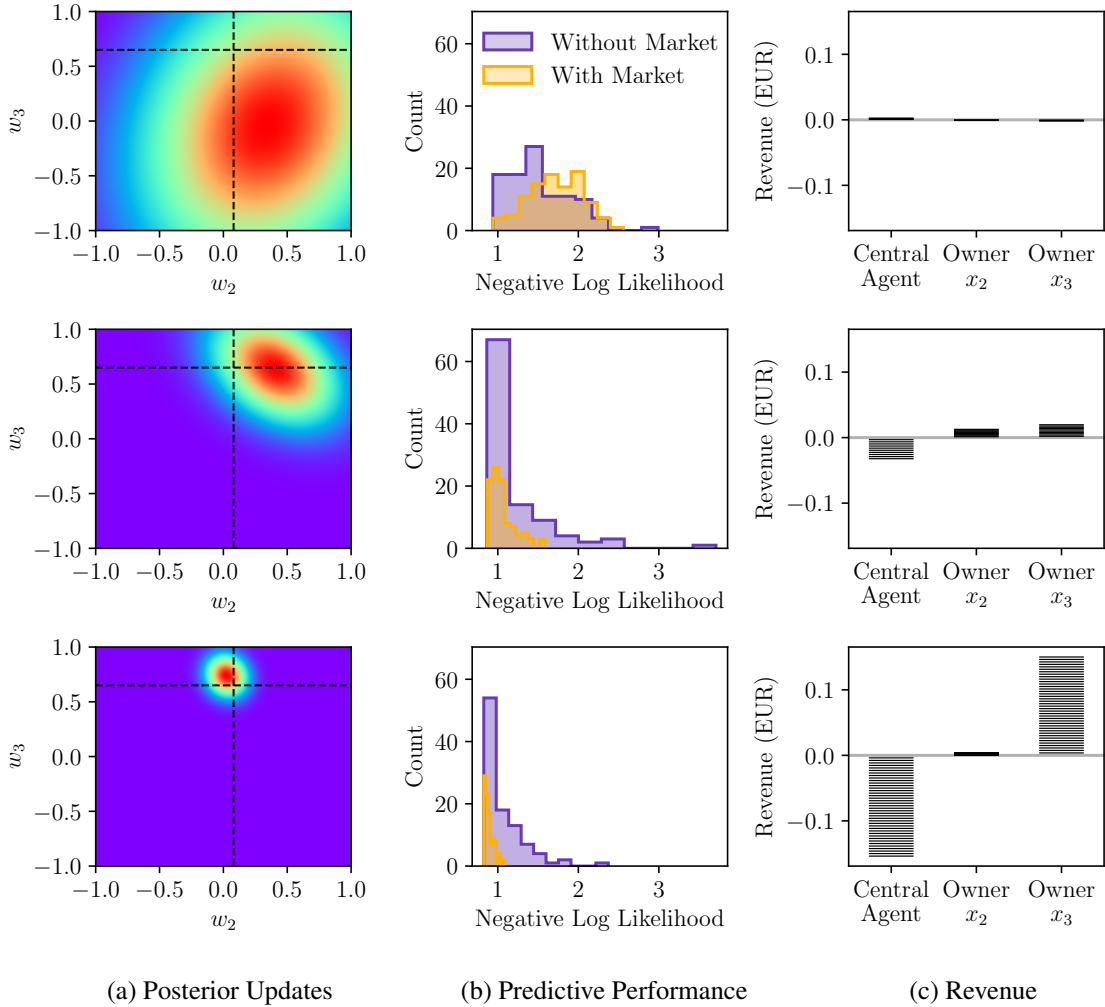 1.0
0.5
0.0
−0.5
−1.0
w₃
−1.0 −0.5 0.0 0.5 1.0
w₂
60
40
20
0
Count
Without Market
With Market
1 2 3
Negative Log Likelihood
0.1
0.0
−0.1
Revenue (EUR)
Central Agent
Owner x₂
Owner x₃
1.0
0.5
0.0
−0.5
−1.0
w₃
−1.0 −0.5 0.0 0.5 1.0
w₂
60
40
20
0
Count
1 2 3
Negative Log Likelihood
0.1
0.0
−0.1
Revenue (EUR)
Central Agent
Owner x₂
Owner x₃
1.0
0.5
0.0
−0.5
−1.0
w₃
−1.0 −0.5 0.0 0.5 1.0
w₂
60
40
20
0
Count
1 2 3
Negative Log Likelihood
0.1
0.0
−0.1
Revenue (EUR)
Central Agent
Owner x₂
Owner x₃
(a) Posterior Updates
(b) Predictive Performance
(c) Revenue